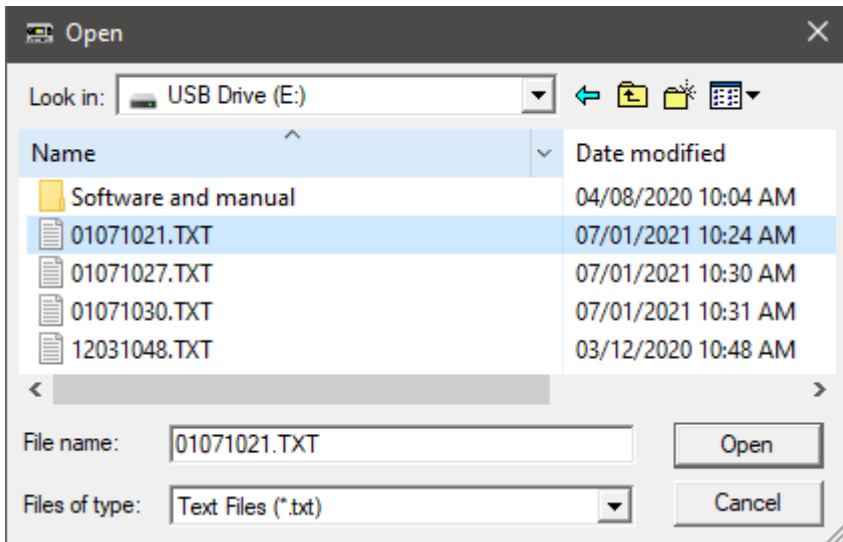 Open
Look in: USB Drive (E:)
Name Date modified
Software and manual 04/08/2020 10:04 AM
01071021.TXT 07/01/2021 10:24 AM
01071027.TXT 07/01/2021 10:30 AM
01071030.TXT 07/01/2021 10:31 AM
12031048.TXT 03/12/2020 10:48 AM
File name: 01071021.TXT Open
Files of type: Text Files (*.txt) Cancel